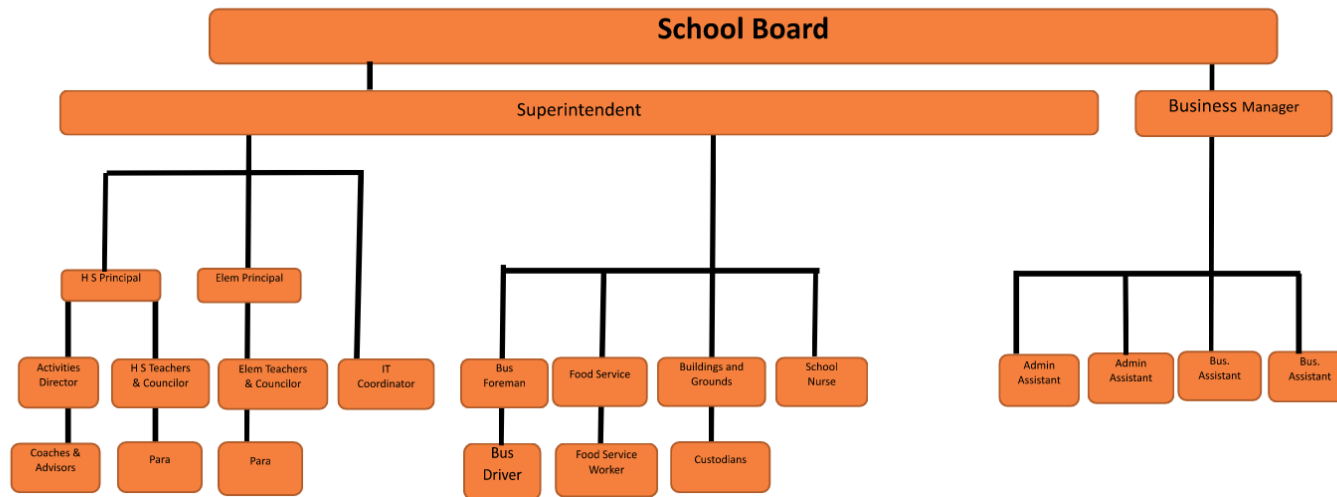 School Board
Superintendent
Business Manager
H S Principal
Elem Principal
Activities
Director
H S Teachers
& Councilor
Elem Teachers
& Councilor
IT
Coordinator
Bus
Foreman
Food Service
Buildings and
Grounds
School
Nurse
Admin
Assistant
Admin
Assistant
Bus.
Assistant
Bus.
Assistant
Coaches &
Advisors
Para
Para
Bus
Driver
Food Service
Worker
Custodians